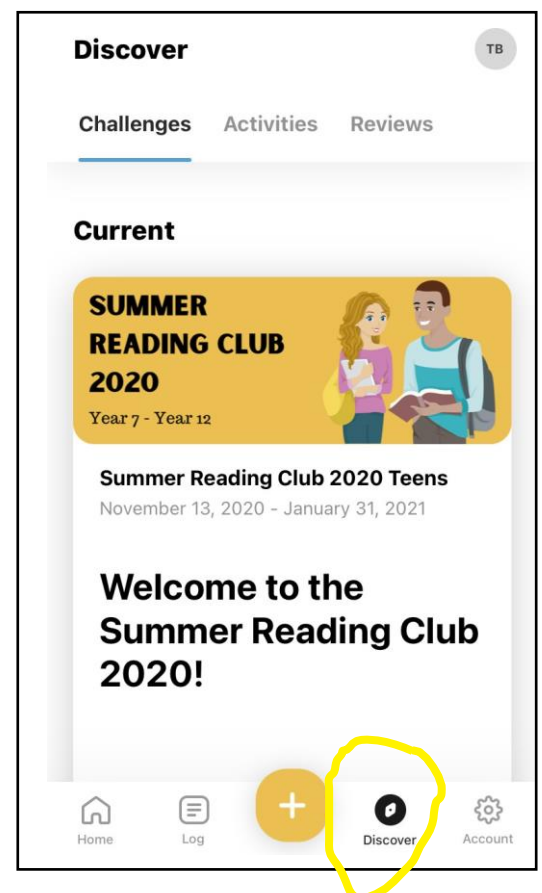 Discover
TB
Challenges Activities Reviews
Current
SUMMER
READING CLUB
2020
Year 7 - Year 12
Summer Reading Club 2020 Teens
November 13, 2020 - January 31, 2021
Welcome to the
Summer Reading Club
2020!
Home Log Discover Account